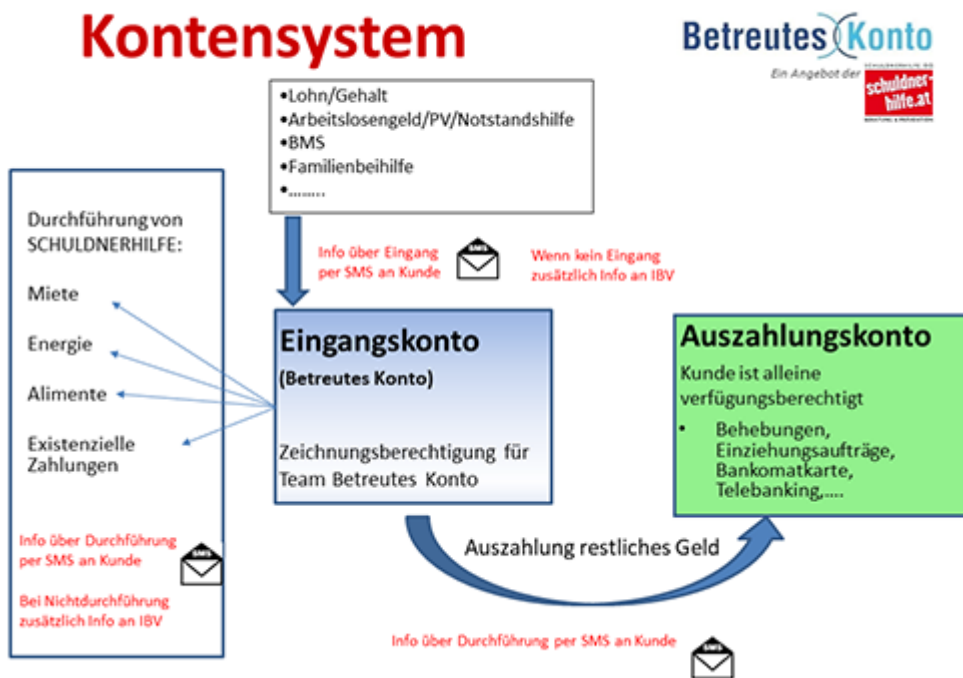 Kontensystem
Betreutes Konto
Ein Angebot der
SCHULDNERHILFE OÖ
schuldner-
hilfe.at
BERATUNG & PRÄVENTION
•Lohn/Gehalt
•Arbeitslosengeld/PV/Notstandshilfe
•BMS
•Familienbeihilfe
•........
Durchführung von
SCHULDNERHILFE:
Miete
Energie
Alimente
Existenzielle
Zahlungen
Info über Durchführung
per SMS an Kunde
SMS
Bei Nichtdurchführung
zusätzlich Info an IBV
Info über Eingang
per SMS an Kunde
SMS
Wenn kein Eingang
zusätzlich Info an IBV
Eingangskonto
(Betreutes Konto)
Zeichnungsberechtigung für
Team Betreutes Konto
Auszahlungskonto
Kunde ist alleine
verfügungsberechtigt
• Behebungen,
Einziehungsaufträge,
Bankomatkarte,
Telebanking,....
Auszahlung restliches Geld
Info über Durchführung per SMS an Kunde
SMS